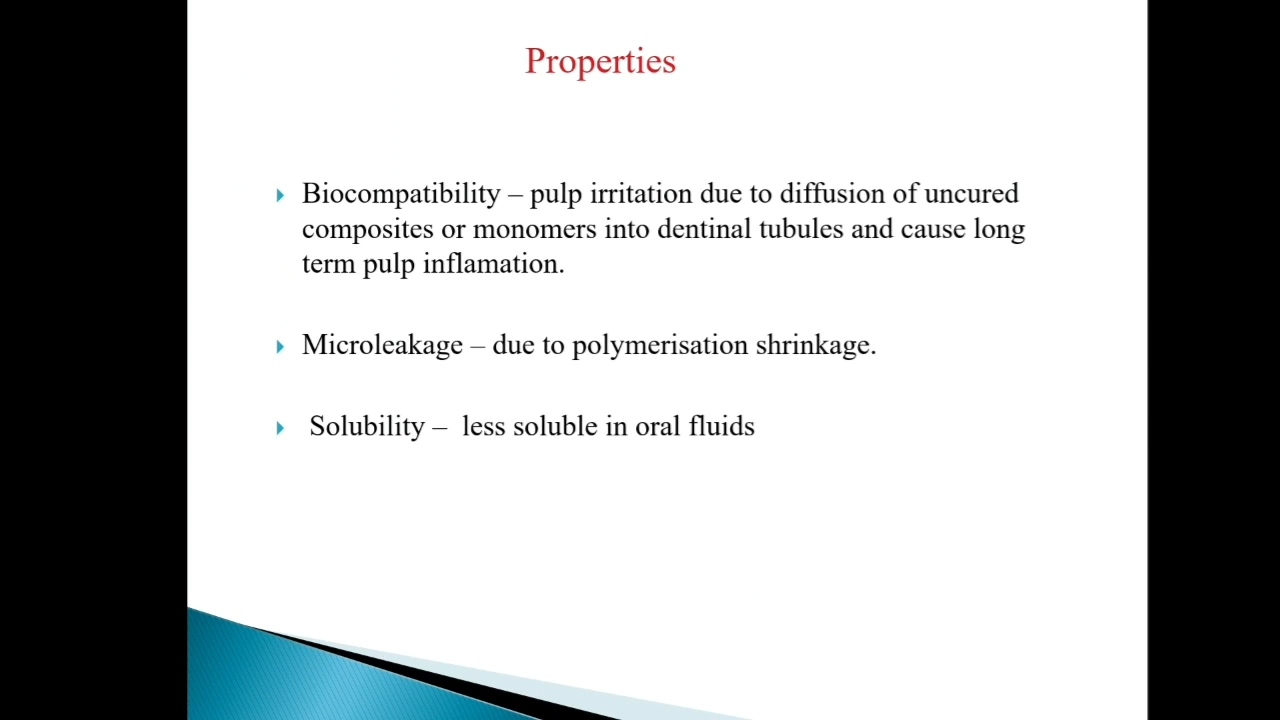 Properties
Biocompatibility – pulp irritation due to diffusion of uncured
composites or monomers into dentinal tubules and cause long
term pulp inflamation.
Microleakage – due to polymerisation shrinkage.
Solubility – less soluble in oral fluids